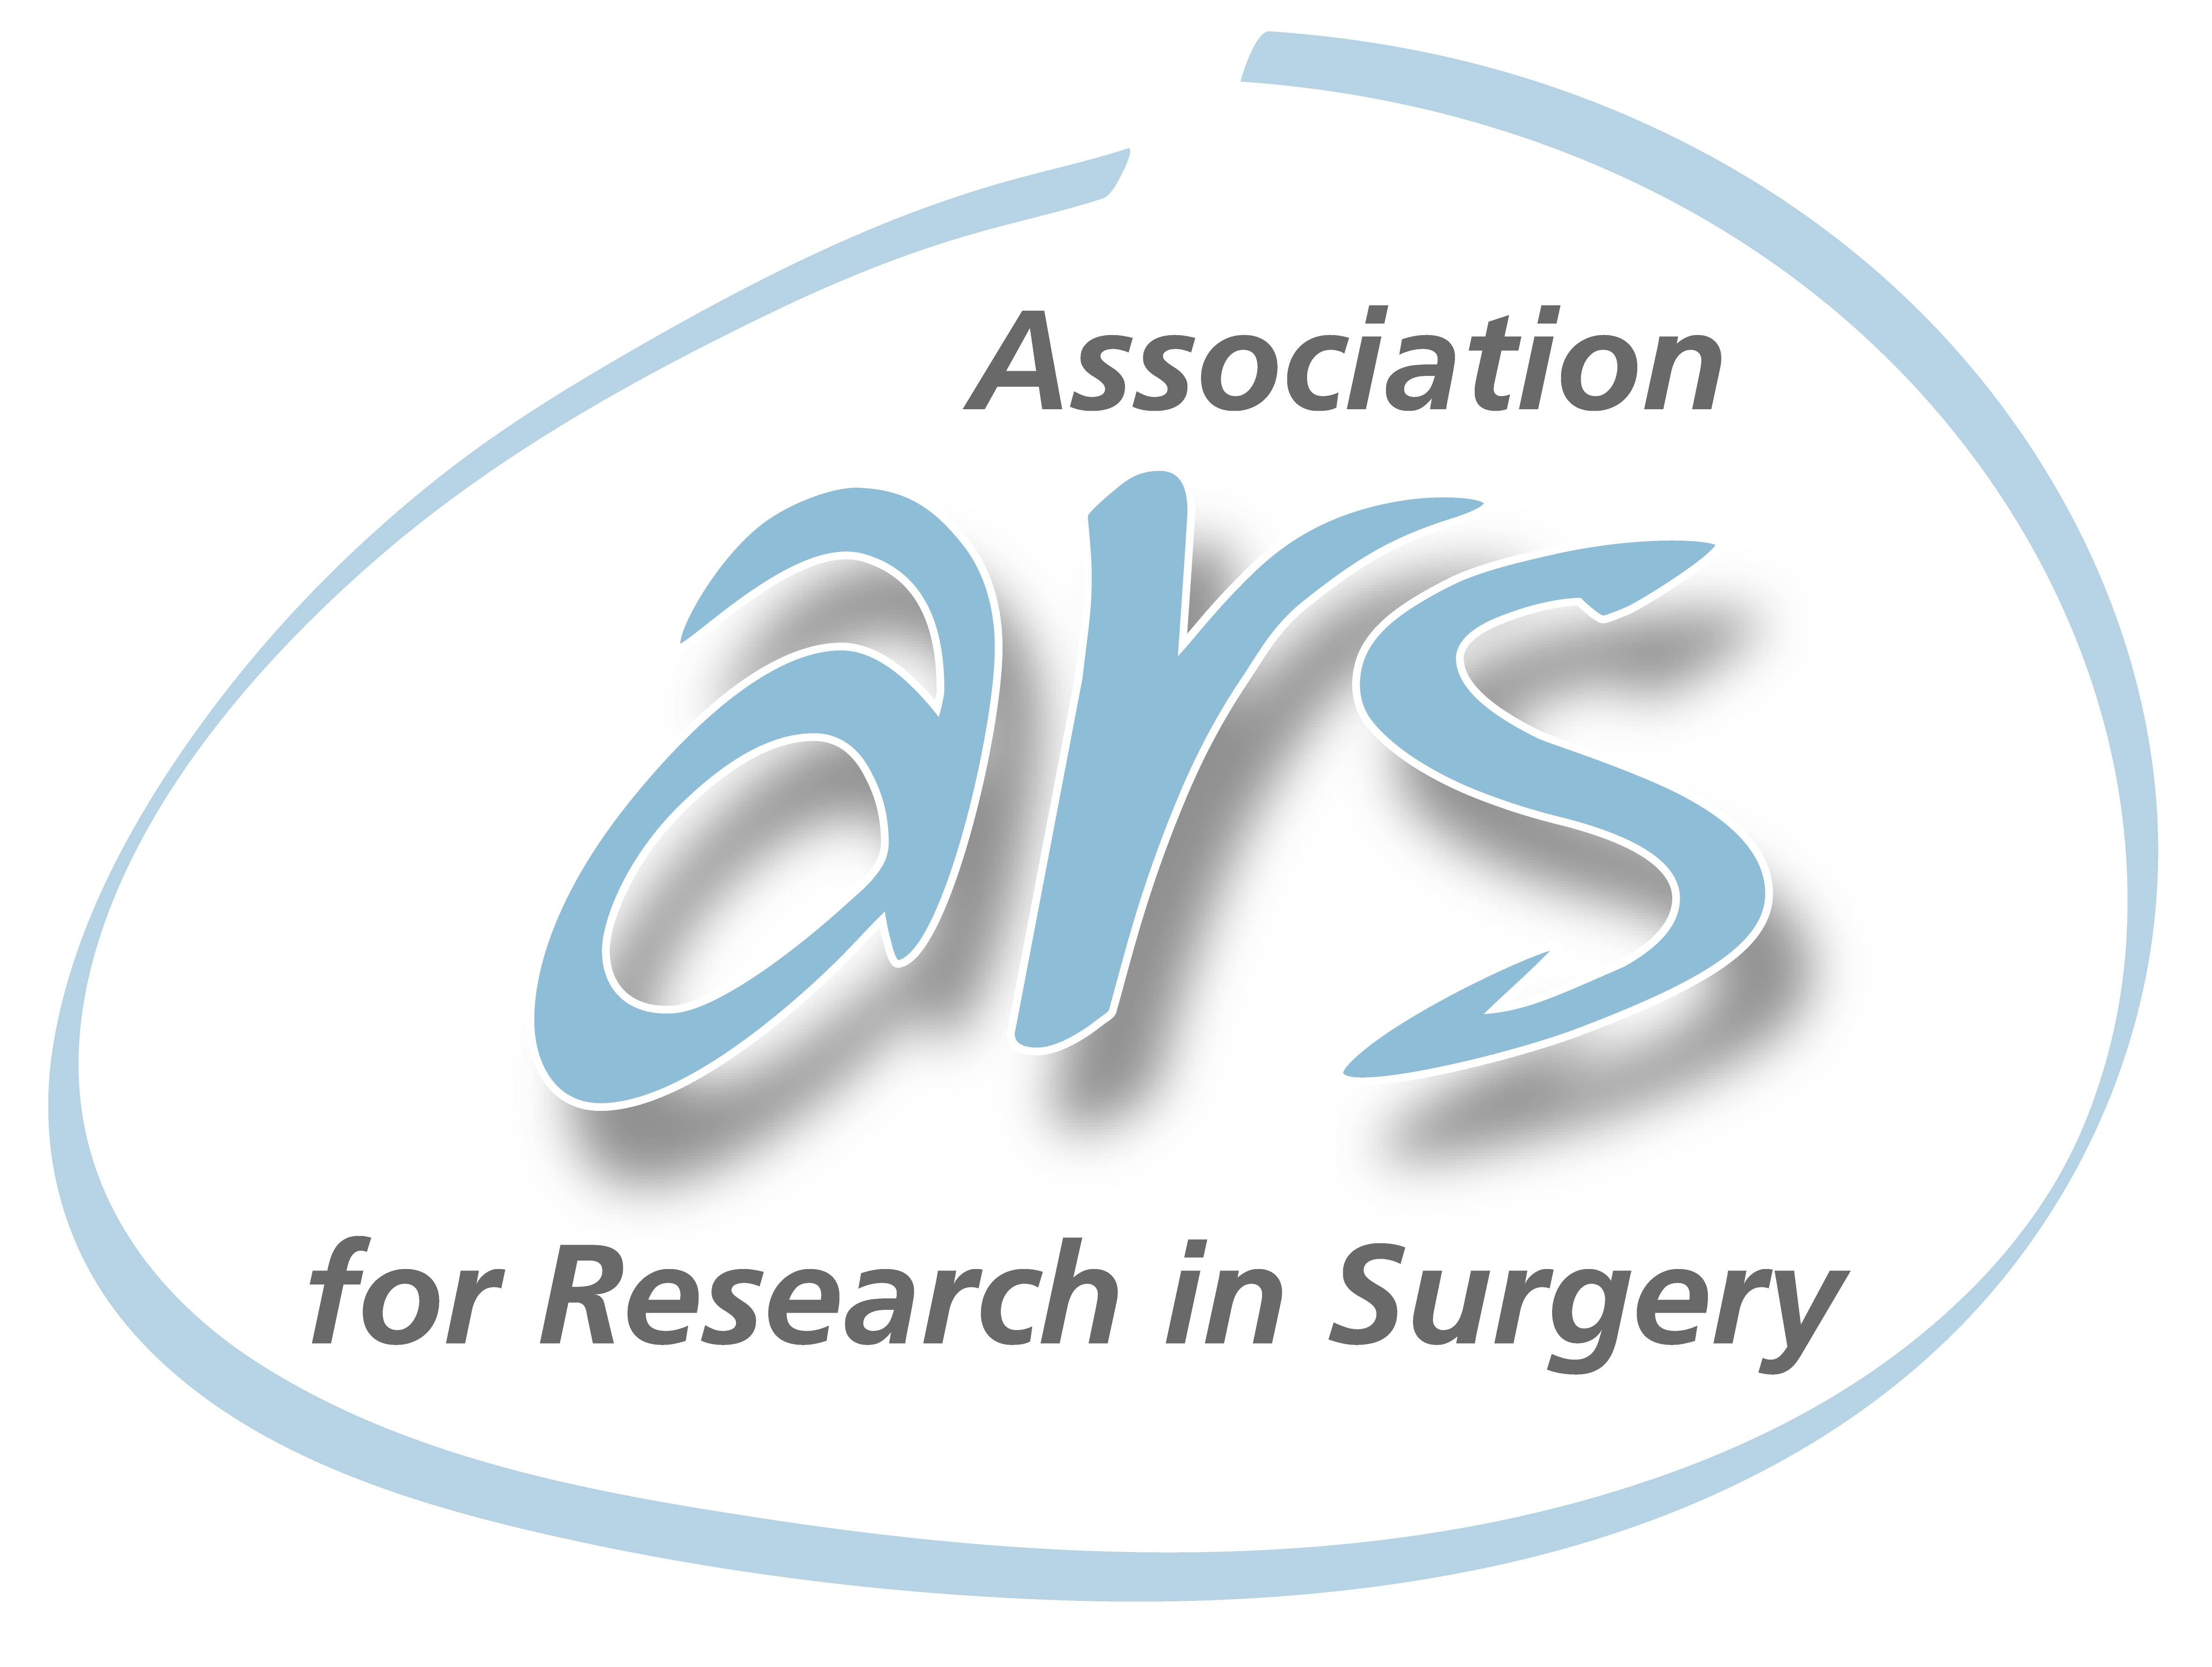 Association
ars
for Research in Surgery